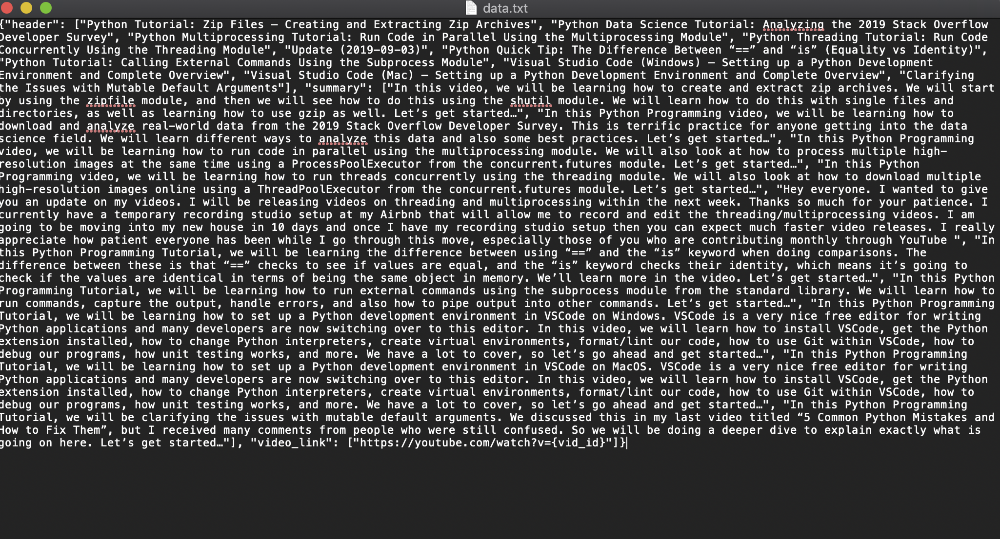 data.txt
{"header": ["Python Tutorial: Zip Files – Creating and Extracting Zip Archives", "Python Data Science Tutorial: Analyzing the 2019 Stack Overflow
Developer Survey", "Python Multiprocessing Tutorial: Run Code in Parallel Using the Multiprocessing Module", "Python Threading Tutorial: Run Code
Concurrently Using the Threading Module", "Update (2019-09-03)", "Python Quick Tip: The Difference Between “==” and “is” (Equality vs Identity)",
"Python Tutorial: Calling External Commands Using the Subprocess Module", "Visual Studio Code (Windows) – Setting up a Python Development
Environment and Complete Overview", "Visual Studio Code (Mac) – Setting up a Python Development Environment and Complete Overview", "Clarifying
the Issues with Mutable Default Arguments"], "summary": ["In this video, we will be learning how to create and extract zip archives. We will start
by using the zipfile module, and then we will see how to do this using the shutil module. We will learn how to do this with single files and
directories, as well as learning how to use gzip as well. Let’s get started…", "In this Python Programming video, we will be learning how to
download and analyze real-world data from the 2019 Stack Overflow Developer Survey. This is terrific practice for anyone getting into the data
science field. We will learn different ways to analyze this data and also some best practices. Let’s get started…", "In this Python Programming
video, we will be learning how to run code in parallel using the multiprocessing module. We will also look at how to process multiple high-
resolution images at the same time using a ProcessPoolExecutor from the concurrent.futures module. Let’s get started…", "In this Python
Programming video, we will be learning how to run threads concurrently using the threading module. We will also look at how to download multiple
high-resolution images online using a ThreadPoolExecutor from the concurrent.futures module. Let’s get started…", "Hey everyone. I wanted to give
you an update on my videos. I will be releasing videos on threading and multiprocessing within the next week. Thanks so much for your patience. I
currently have a temporary recording studio setup at my Airbnb that will allow me to record and edit the threading/multiprocessing videos. I am
going to be moving into my new house in 10 days and once I have my recording studio setup then you can expect much faster video releases. I really
appreciate how patient everyone has been while I go through this move, especially those of you who are contributing monthly through YouTube ", "In
this Python Programming Tutorial, we will be learning the difference between using “==” and the “is” keyword when doing comparisons. The
difference between these is that “==” checks to see if values are equal, and the “is” keyword checks their identity, which means it’s going to
check if the values are identical in terms of being the same object in memory. We’ll learn more in the video. Let’s get started…", "In this Python
Programming Tutorial, we will be learning how to run external commands using the subprocess module from the standard library. We will learn how to
run commands, capture the output, handle errors, and also how to pipe output into other commands. Let’s get started…", "In this Python Programming
Tutorial, we will be learning how to set up a Python development environment in VSCode on Windows. VSCode is a very nice free editor for writing
Python applications and many developers are now switching over to this editor. In this video, we will learn how to install VSCode, get the Python
extension installed, how to change Python interpreters, create virtual environments, format/lint our code, how to use Git within VSCode, how to
debug our programs, how unit testing works, and more. We have a lot to cover, so let’s go ahead and get started…", "In this Python Programming
Tutorial, we will be learning how to set up a Python development environment in VSCode on MacOS. VSCode is a very nice free editor for writing
Python applications and many developers are now switching over to this editor. In this video, we will learn how to install VSCode, get the Python
extension installed, how to change Python interpreters, create virtual environments, format/lint our code, how to use Git within VSCode, how to
debug our programs, how unit testing works, and more. We have a lot to cover, so let’s go ahead and get started…", "In this Python Programming
Tutorial, we will be clarifying the issues with mutable default arguments. We discussed this in my last video titled “5 Common Python Mistakes and
How to Fix Them”, but I received many comments from people who were still confused. So we will be doing a deeper dive to explain exactly what is
going on here. Let’s get started…"], "video_link": ["https://youtube.com/watch?v={vid_id}"]}